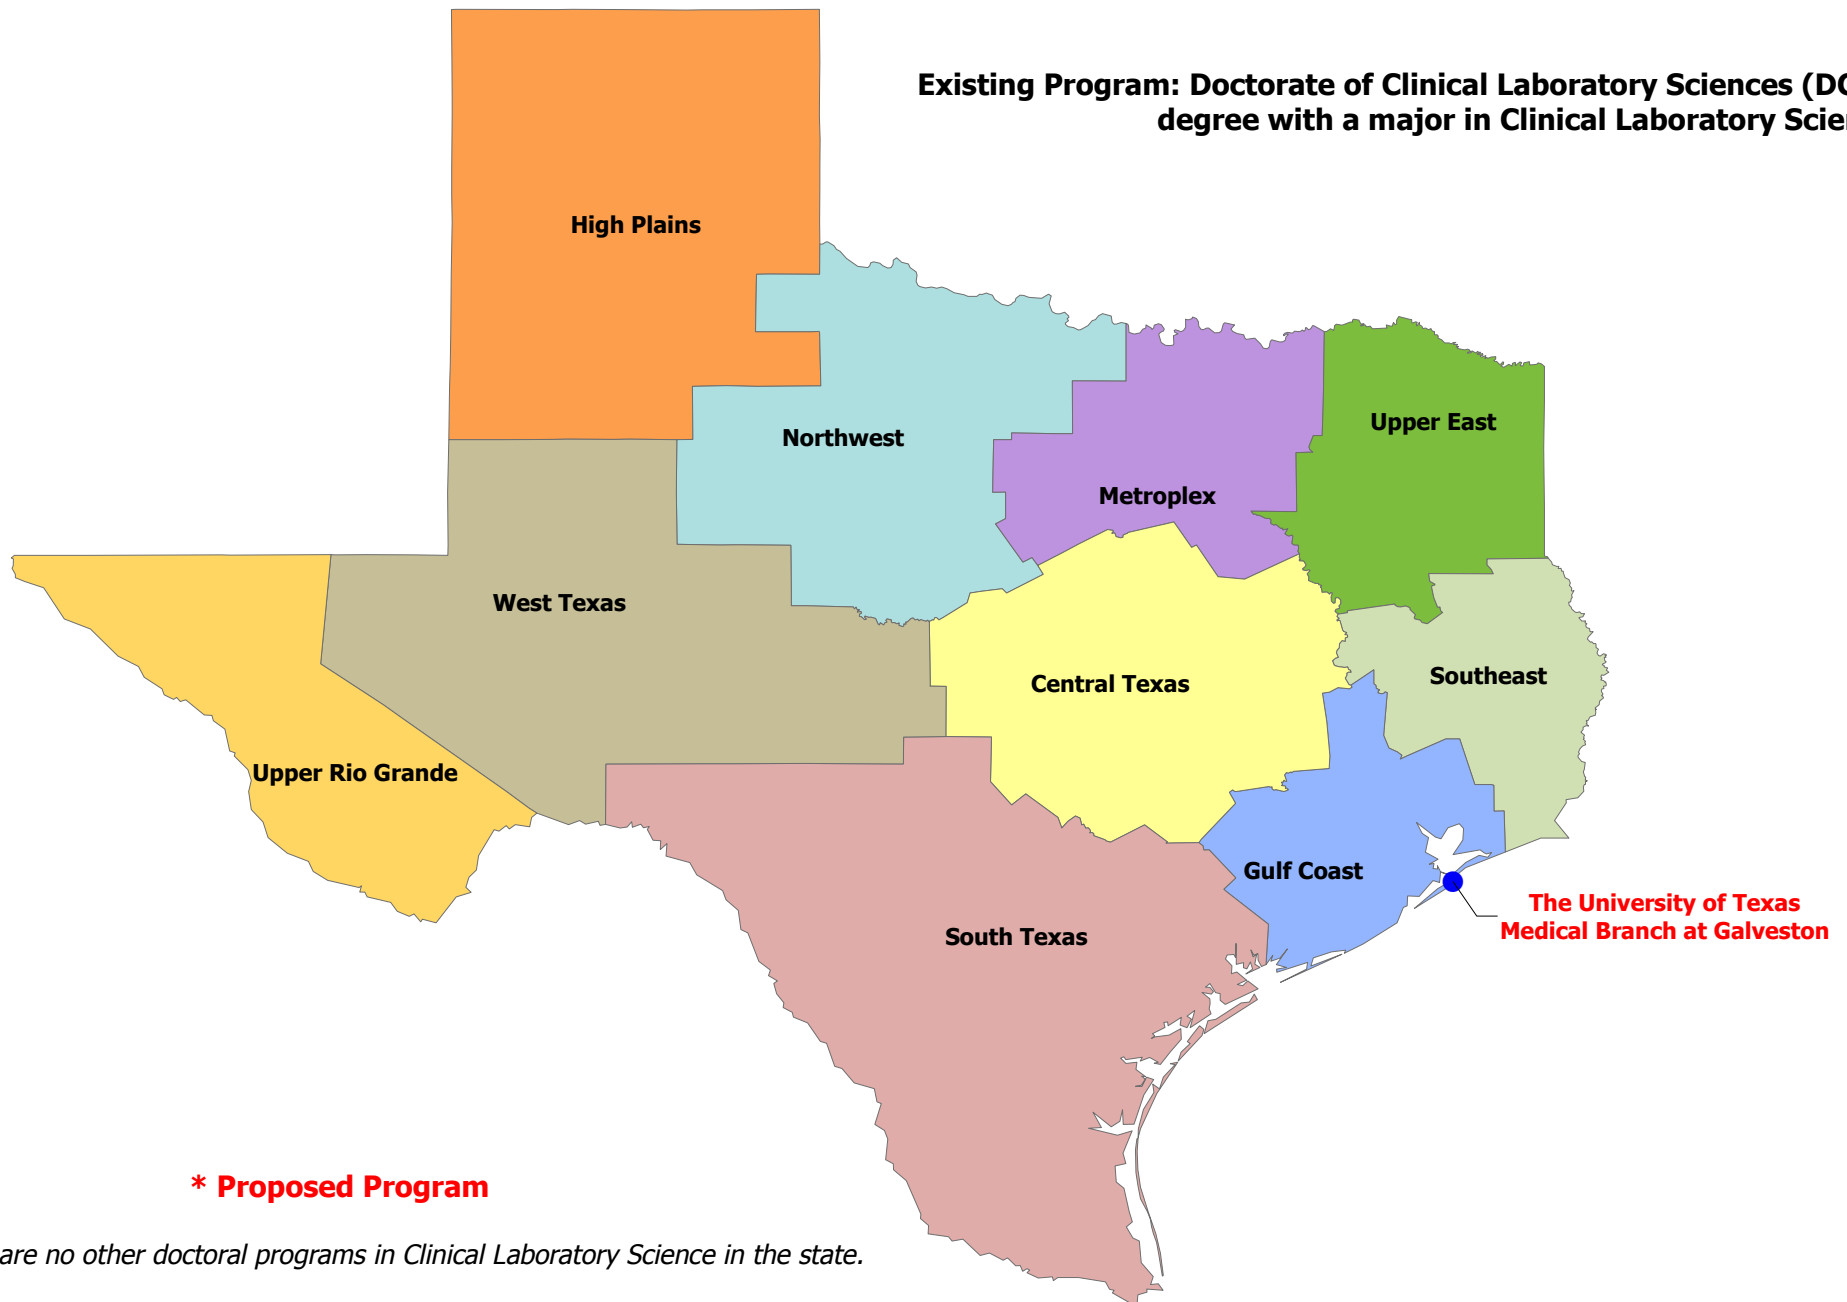 Existing Program: Doctorate of Clinical Laboratory Sciences (DC
degree with a major in Clinical Laboratory Scie
High Plains
Northwest
Upper East
Metroplex
West Texas
Central Texas
Southeast
Upper Rio Grande
Gulf Coast
The University of Texas
Medical Branch at Galveston
South Texas
* Proposed Program
are no other doctoral programs in Clinical Laboratory Science in the state.